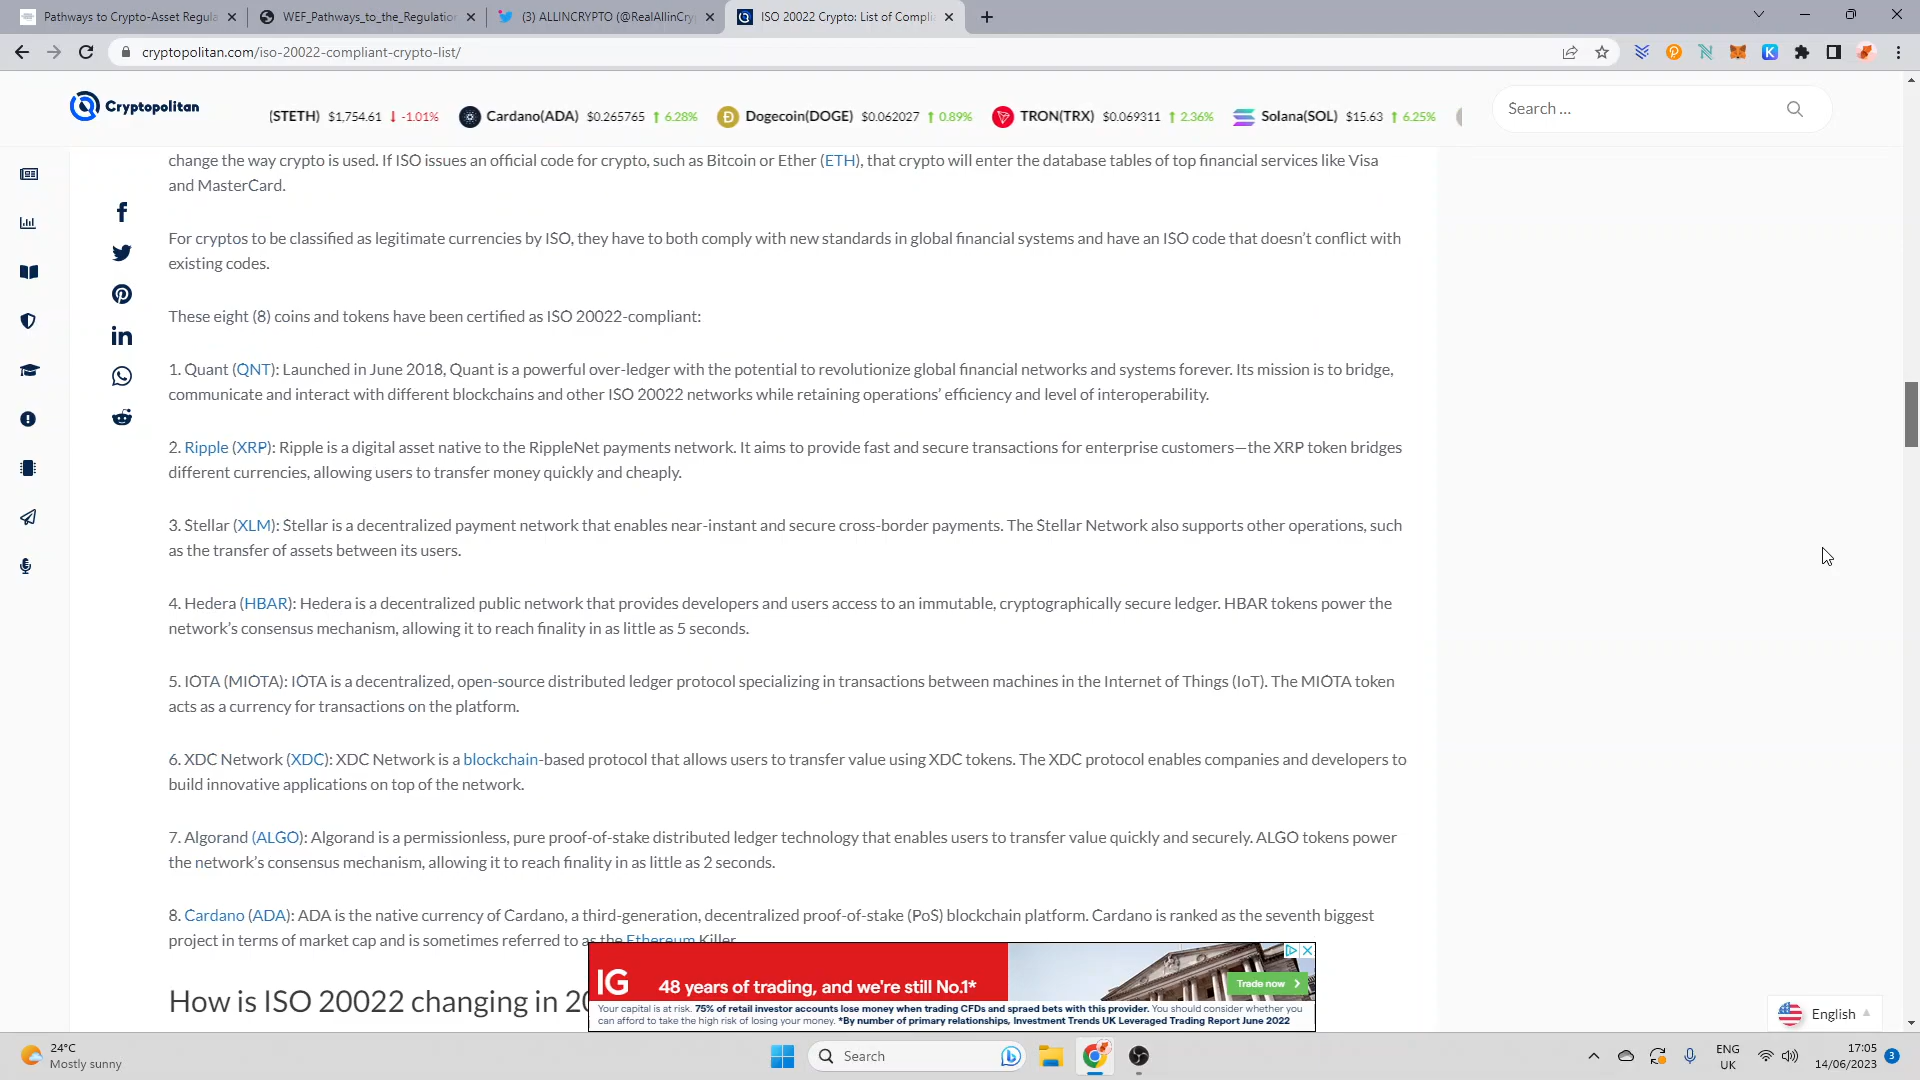 Pathways to Crypto-Asset Regula
WEF_Pathways_to_the_Regulation
(3) ALLINCRYPTO (@RealAllinCry
ISO 20022 Crypto: List of Compli
cryptopolitan.com/iso-20022-compliant-crypto-list/
Cryptopolitan
(STETH) $1,754.61 -1.01% Cardano(ADA) $0.265765 6.28% Dogecoin(DOGE) $0.062027 0.89% TRON(TRX) $0.069311 2.36% Solana(SOL) $15.63 6.25%
Search ...
change the way crypto is used. If ISO issues an official code for crypto, such as Bitcoin or Ether (ETH), that crypto will enter the database tables of top financial services like Visa
and MasterCard.
For cryptos to be classified as legitimate currencies by ISO, they have to both comply with new standards in global financial systems and have an ISO code that doesn't conflict with
existing codes.
These eight (8) coins and tokens have been certified as ISO 20022-compliant:
1. Quant (QNT): Launched in June 2018, Quant is a powerful over-ledger with the potential to revolutionize global financial networks and systems forever. Its mission is to bridge,
communicate and interact with different blockchains and other ISO 20022 networks while retaining operations' efficiency and level of interoperability.
2. Ripple (XRP): Ripple is a digital asset native to the RippleNet payments network. It aims to provide fast and secure transactions for enterprise customers—the XRP token bridges
different currencies, allowing users to transfer money quickly and cheaply.
3. Stellar (XLM): Stellar is a decentralized payment network that enables near-instant and secure cross-border payments. The Stellar Network also supports other operations, such
as the transfer of assets between its users.
4. Hedera (HBAR): Hedera is a decentralized public network that provides developers and users access to an immutable, cryptographically secure ledger. HBAR tokens power the
network's consensus mechanism, allowing it to reach finality in as little as 5 seconds.
5. IOTA (MIOTA): IOTA is a decentralized, open-source distributed ledger protocol specializing in transactions between machines in the Internet of Things (IoT). The MIOTA token
acts as a currency for transactions on the platform.
6. XDC Network (XDC): XDC Network is a blockchain-based protocol that allows users to transfer value using XDC tokens. The XDC protocol enables companies and developers to
build innovative applications on top of the network.
7. Algorand (ALGO): Algorand is a permissionless, pure proof-of-stake distributed ledger technology that enables users to transfer value quickly and securely. ALGO tokens power
the network's consensus mechanism, allowing it to reach finality in as little as 2 seconds.
8. Cardano (ADA): ADA is the native currency of Cardano, a third-generation, decentralized proof-of-stake (PoS) blockchain platform. Cardano is ranked as the seventh biggest
project in terms of market cap and is sometimes referred to as the Ethereum Killer.
How is ISO 20022 changing in 20
IG 48 years of trading, and we're still No.1*
Trade now
Your capital is at risk. 75% of retail investor accounts lose money when trading CFDs and spraed bets with this provider. You should consider whether you
can afford to take the high risk of losing your money. *By number of primary relationships, Investment Trends UK Leveraged Trading Report June 2022
English
24°C
Mostly sunny
Search
ENG
UK
17:05
14/06/2023
3